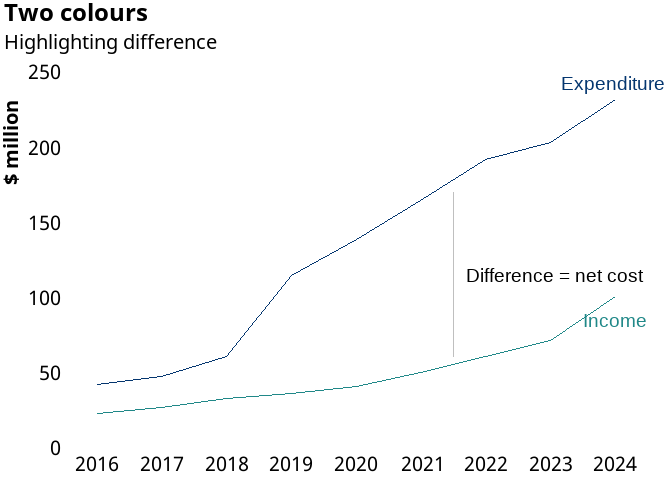 Two colours
Highlighting difference
$ million
250
200
150
100
50
0
Expenditure
Difference = net cost
Income
2016 2017 2018 2019 2020 2021 2022 2023 2024